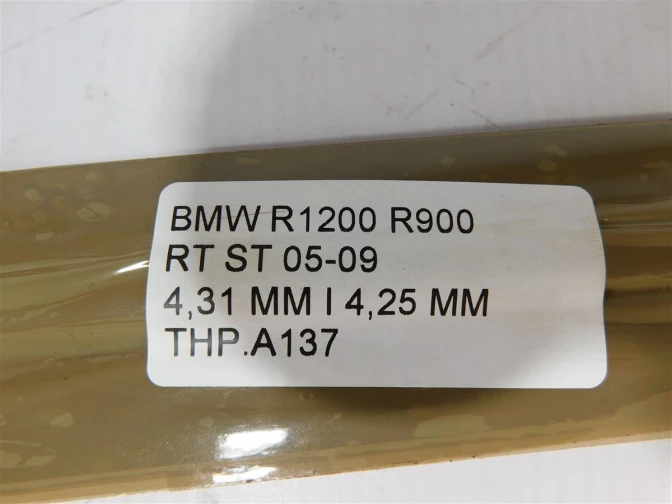 BMW R1200 R900
RT ST 05-09
4,31 MM I 4,25 MM
THP.A137